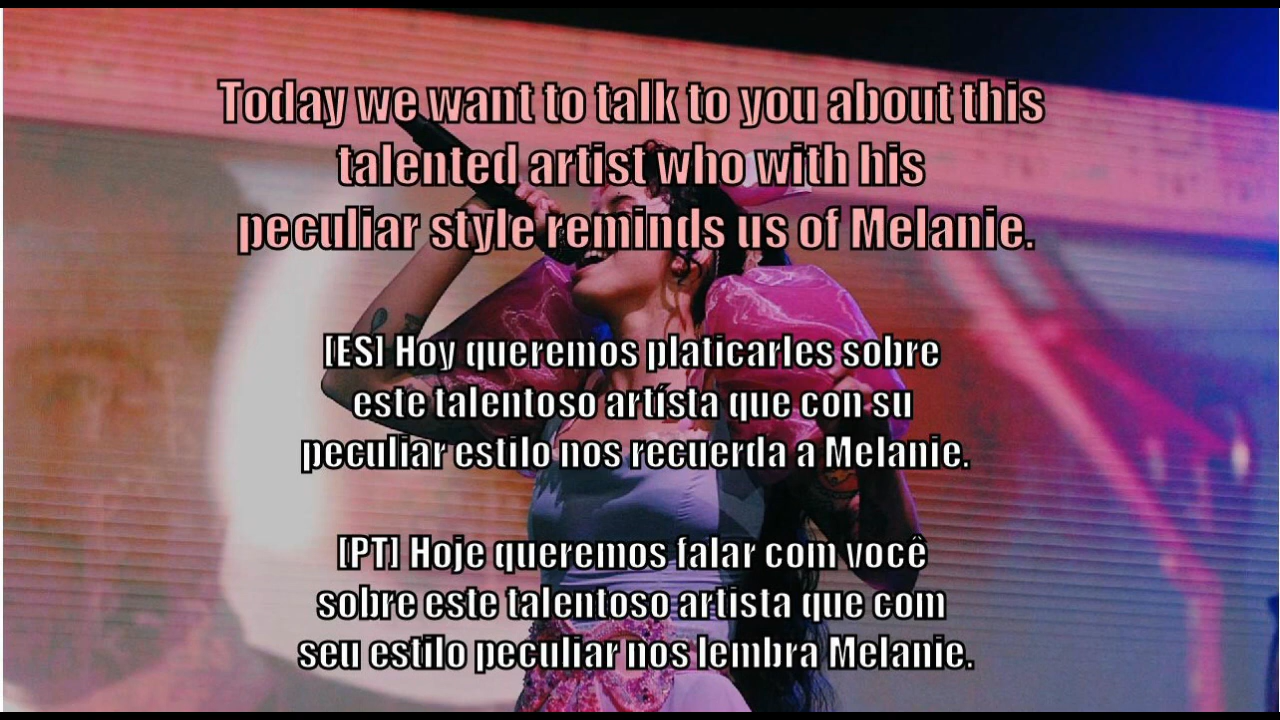 Today we want to talk to you about this
talented artist who with his
peculiar style reminds us of Melanie.
[ES] Hoy queremos platicarles sobre
este talentoso artísta que con su
peculiar estilo nos recuerda a Melanie.
[PT] Hoje queremos falar com você
sobre este talentoso artista que com
seu estilo peculiar nos lembra Melanie.